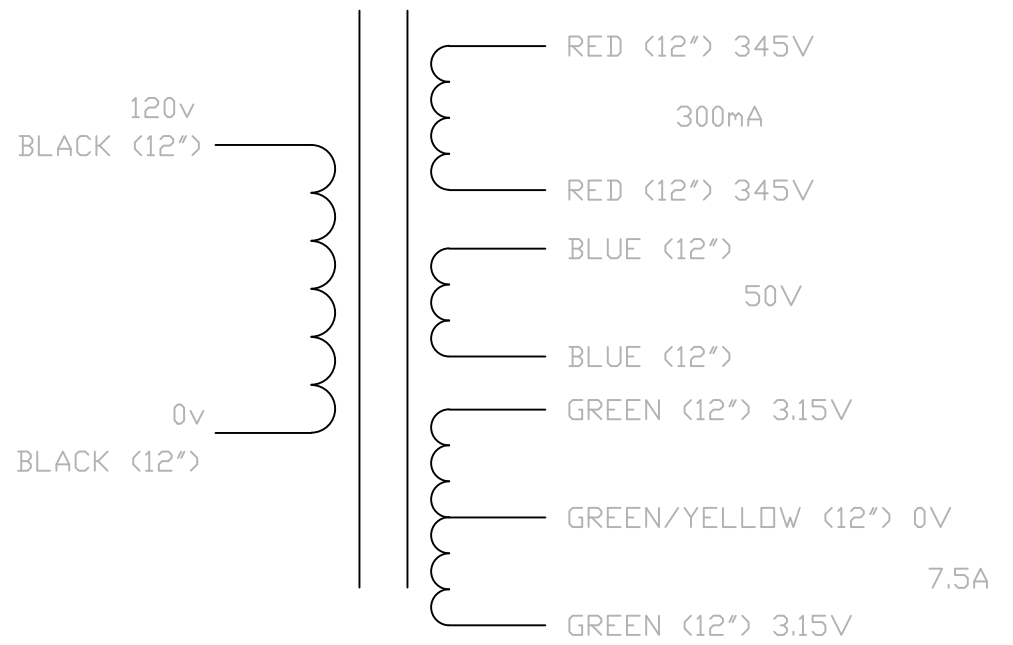 120v
BLACK (12")
0v
BLACK (12")
RED (12") 345V
300mA
RED (12") 345V
BLUE (12")
50V
BLUE (12")
GREEN (12") 3.15V
GREEN/YELLOW (12") 0V
7.5A
GREEN (12") 3.15V